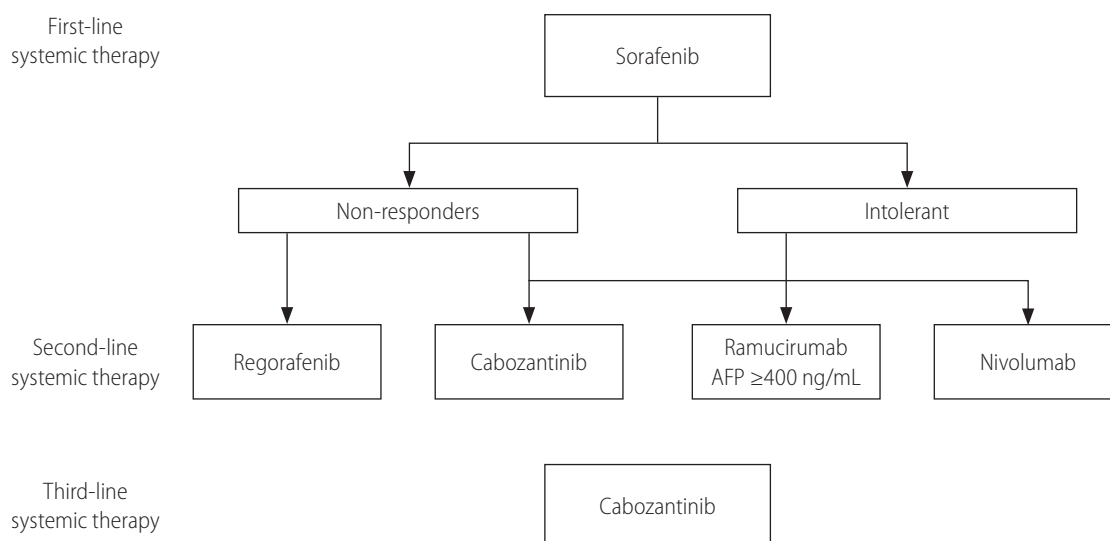 First-line
systemic therapy
Sorafenib
Non-responders
Intolerant
Second-line
systemic therapy
Regorafenib
Cabozantinib
Ramucirumab
AFP ≥400 ng/mL
Nivolumab
Third-line
systemic therapy
Cabozantinib